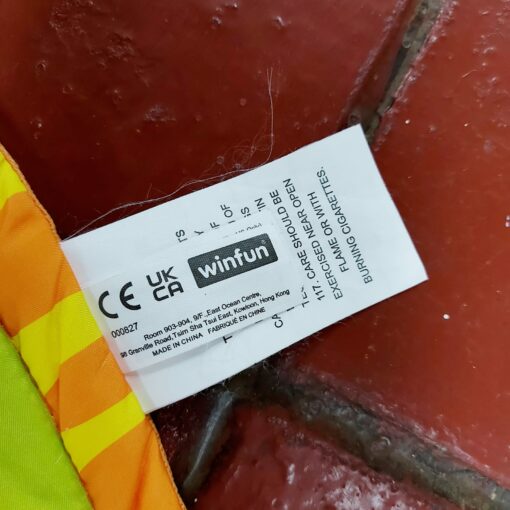 CE
UK
CA
winfun
000827
Room 903-904, 9/F .,East Ocean Centre,
98 Granville Road,Tsim Sha Tsui East, Kowloon, Hong Kong
MADE IN CHINA FABRIQUÉ EN CHINE
117. CARE SHOULD BE
EXERCISED NEAR OPEN
FLAME OR WITH
BURNING CIGARETTES.